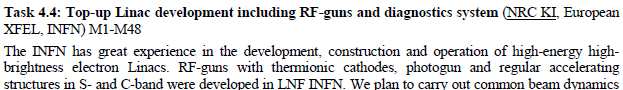 Task 4.4: Top-up Linac development including RF-guns and diagnostics system (NRC KI, European
XFEL, INFN) M1-M48
The INFN has great experience in the development, construction and operation of high-energy high-
brightness electron Linacs. RF-guns with thermionic cathodes, photogun and regular accelerating
structures in S- and C-band were developed in LNF INFN. We plan to carry out common beam dynamics